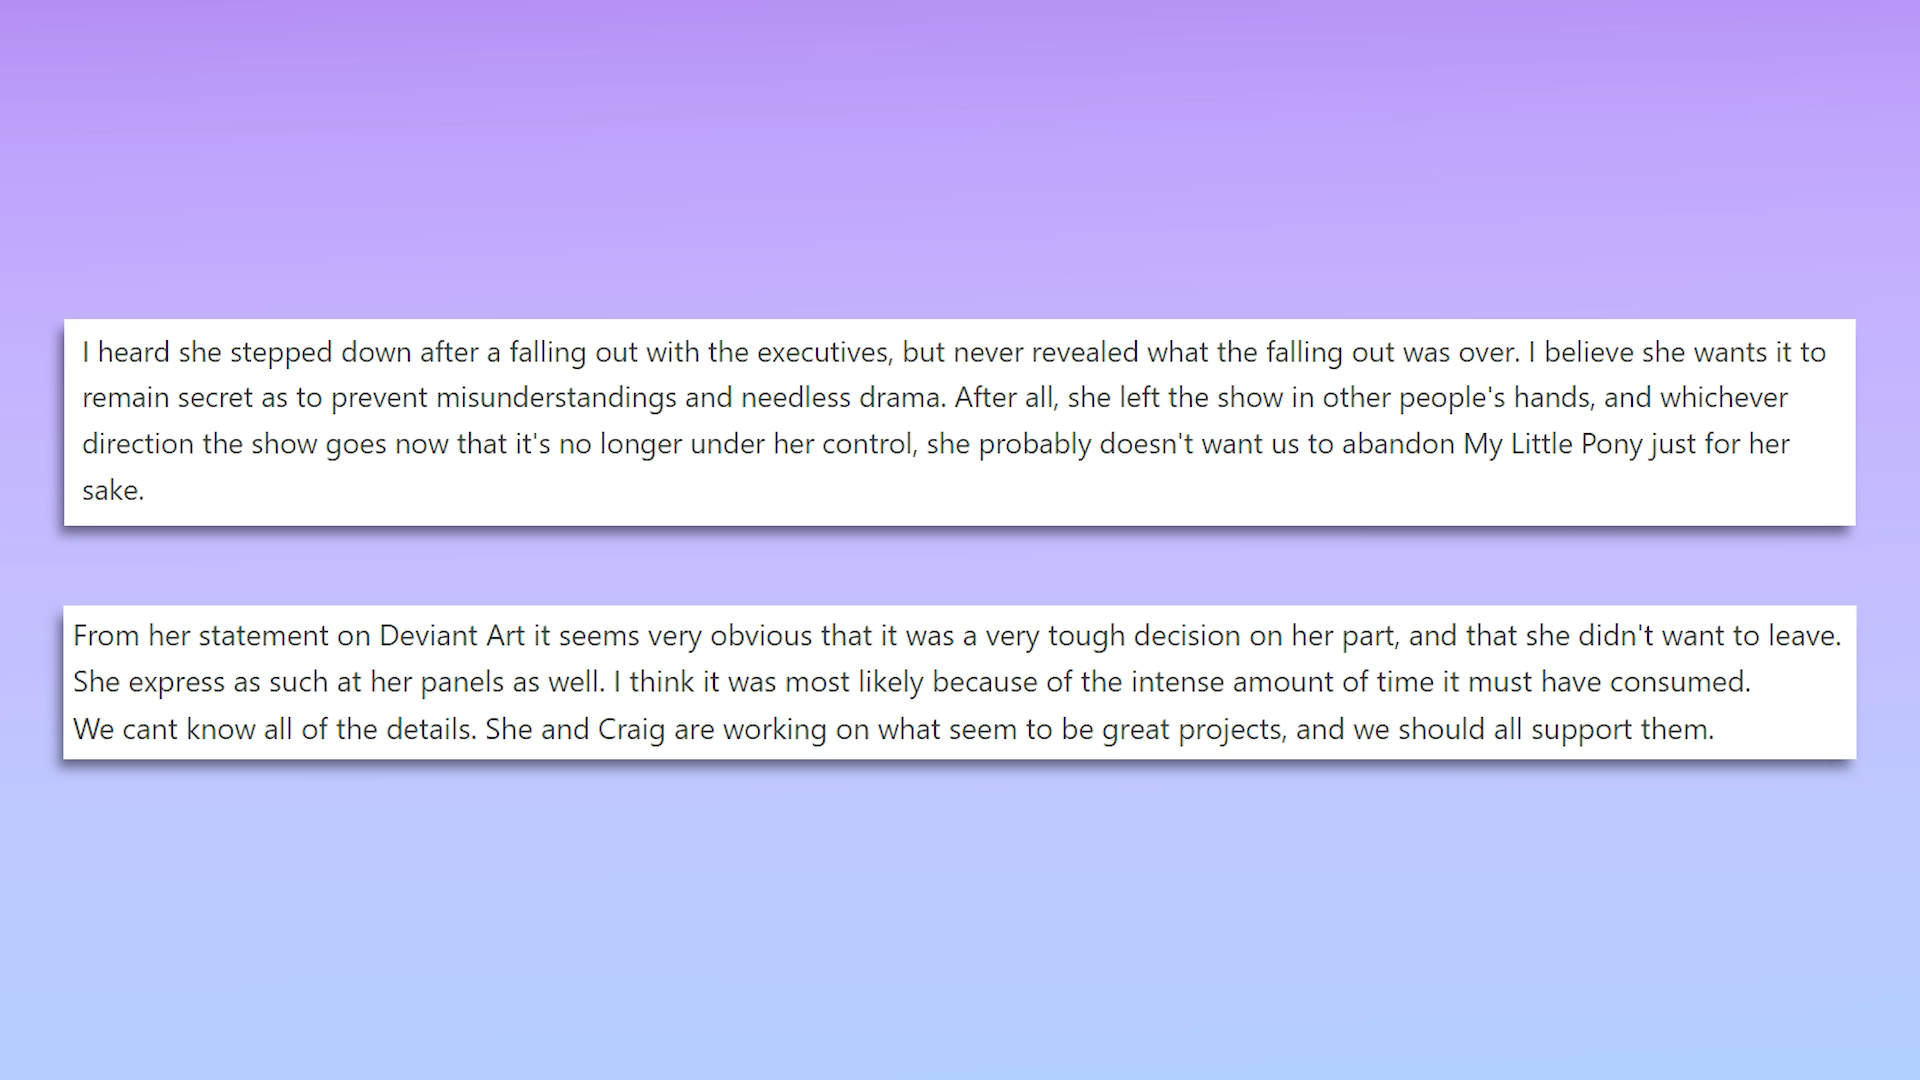 I heard she stepped down after a falling out with the executives, but never revealed what the falling out was over. I believe she wants it to
remain secret as to prevent misunderstandings and needless drama. After all, she left the show in other people's hands, and whichever
direction the show goes now that it's no longer under her control, she probably doesn't want us to abandon My Little Pony just for her
sake.
From her statement on Deviant Art it seems very obvious that it was a very tough decision on her part, and that she didn't want to leave.
She express as such at her panels as well. I think it was most likely because of the intense amount of time it must have consumed.
We cant know all of the details. She and Craig are working on what seem to be great projects, and we should all support them.